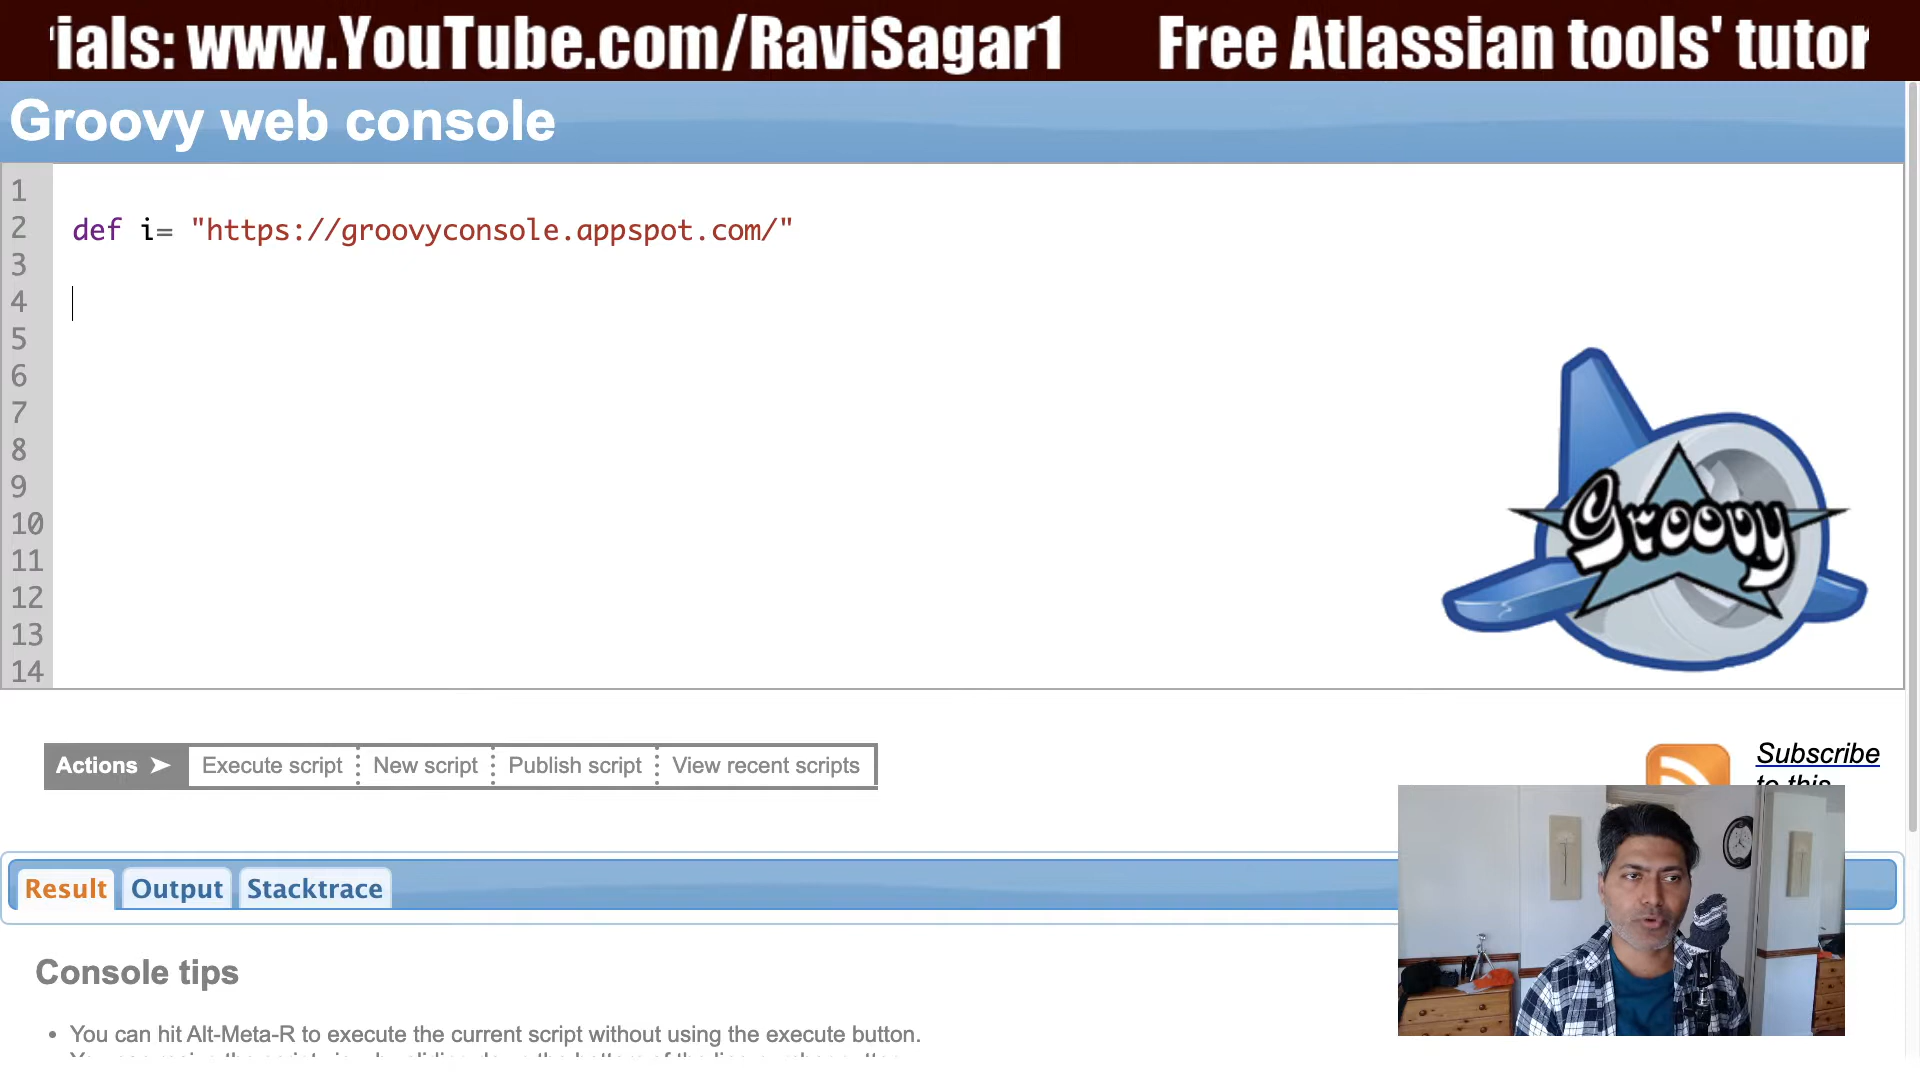 ials: www.YouTube.com/RaviSagar1 Free Atlassian tools' tutor
Groovy web console
1
2 def i= "https://groovyconsole.appspot.com/"
3
4
5
6
7
8
9
10
11
12
13
14
Groovy
Actions ➤ Execute script New script Publish script View recent scripts
Subscribe
to this
Result Output Stacktrace
Console tips
• You can hit Alt-Meta-R to execute the current script without using the execute button.